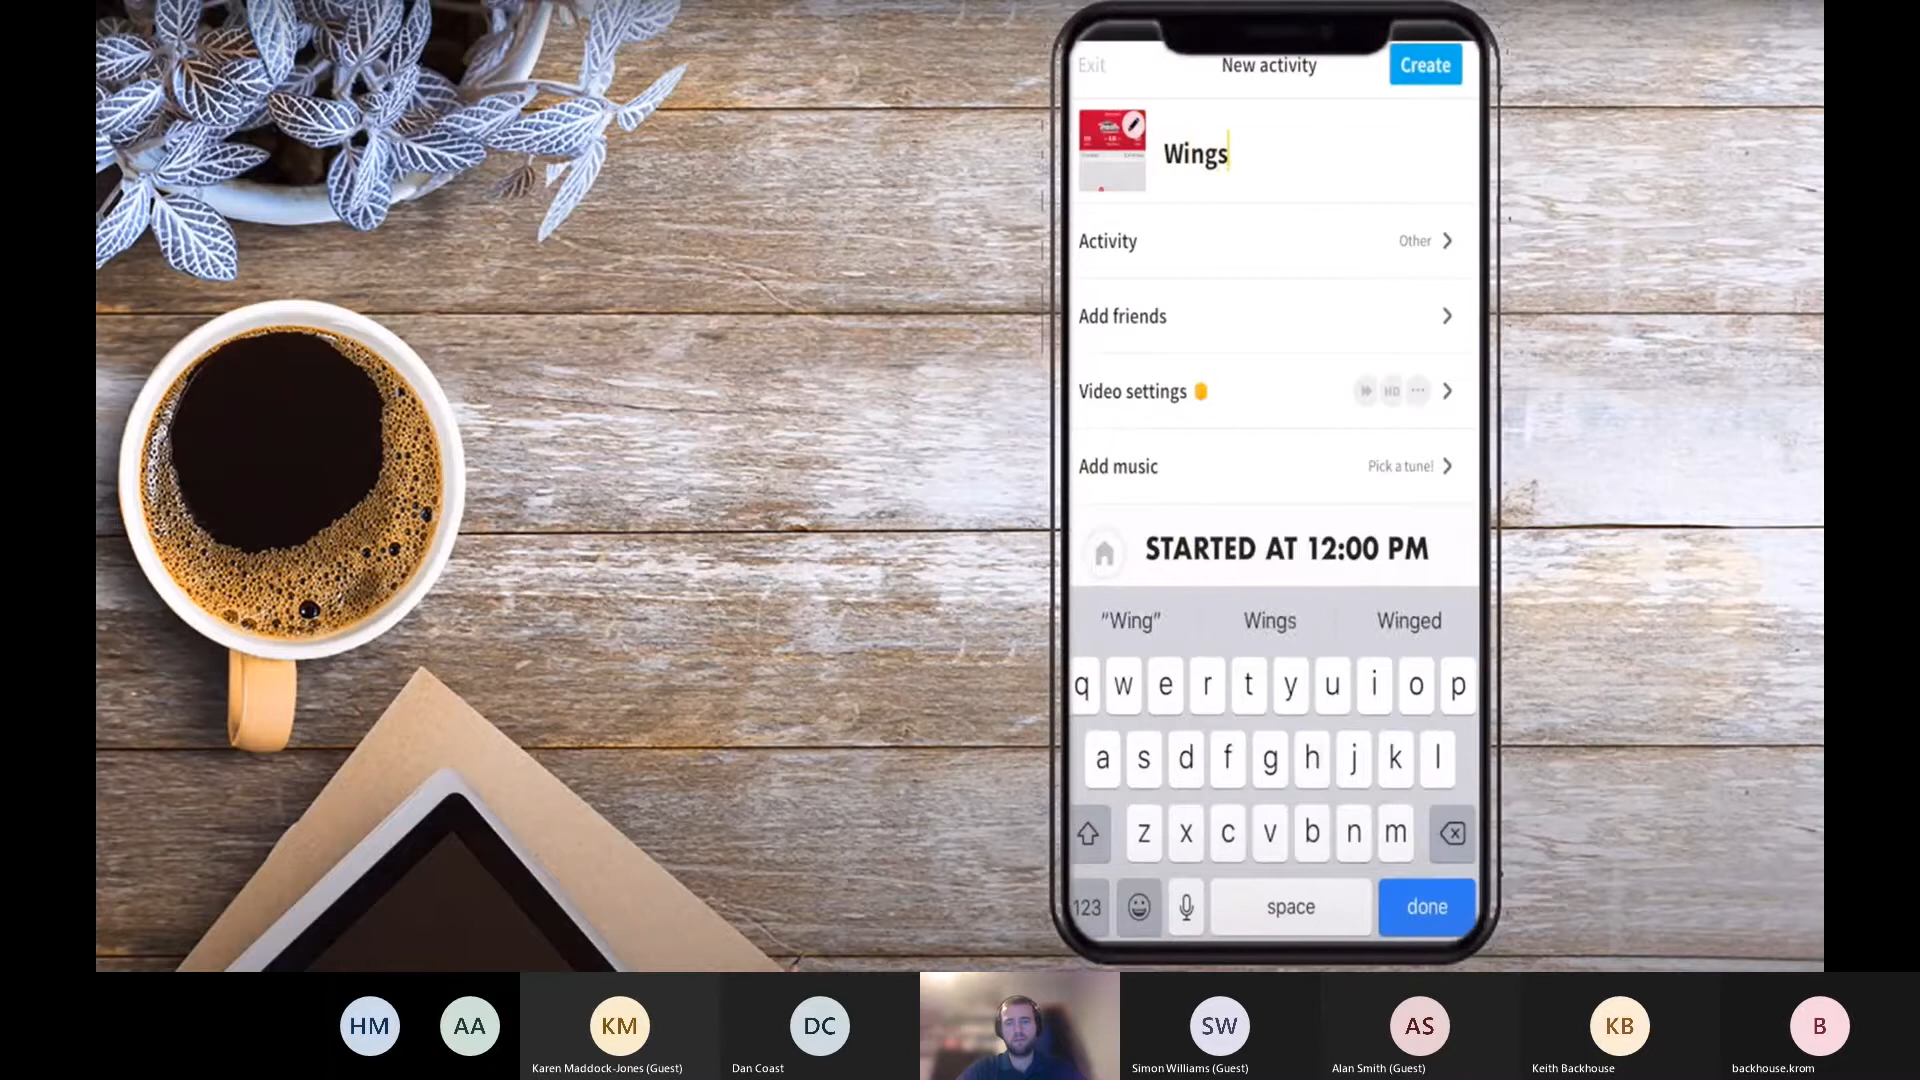 Exit New activity Create
Wings
Activity Other
Add friends
Video settings HD
Add music Pick a tune!
STARTED AT 12:00 PM
“Wing” Wings Winged
q w e r t y u i o p
a s d f g h j k l
z x c v b n m
123 space done
HM AA KM DC SW AS KB B
Karen Maddock-Jones (Guest) Dan Coast Simon Williams (Guest) Alan Smith (Guest) Keith Backhouse backhouse.krom